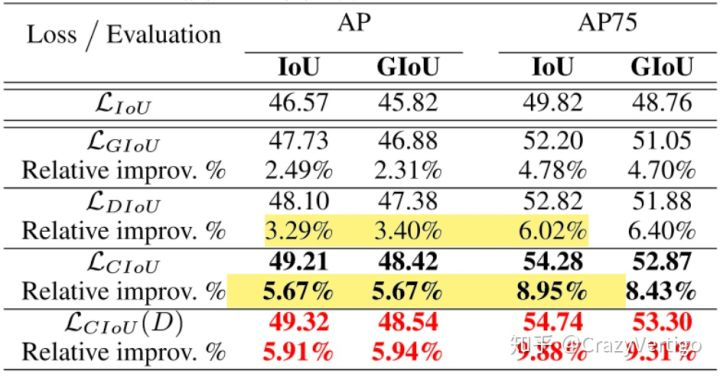 Loss / Evaluation AP AP75
IoU GIoU IoU GIoU
ℒIoU 46.57 45.82 49.82 48.76
ℒGIoU 47.73 46.88 52.20 51.05
Relative improv. % 2.49% 2.31% 4.78% 4.70%
ℒDIoU 48.10 47.38 52.82 51.88
Relative improv. % 3.29% 3.40% 6.02% 6.40%
ℒCIoU 49.21 48.42 54.28 52.87
Relative improv. % 5.67% 5.67% 8.95% 8.43%
ℒCIoU(D) 49.32 48.54 54.74 53.30
Relative improv. % 5.91% 5.94% 9.88% 9.31%
知乎 @CrazyVertigo